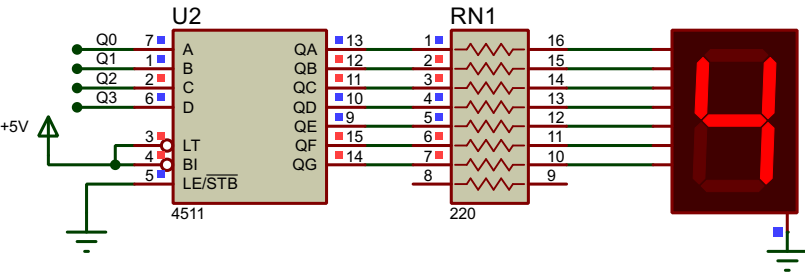 U2 RN1
Q0 7 A QA 13 1 16
Q1 1 B QB 12 2 15
Q2 2 C QC 11 3 14
Q3 6 D QD 10 4 13
QE 9 5 12
+5V 3 LT QF 15 6 11
4 BI QG 14 7 10
5 LE/STB 8 9
4511 220
4